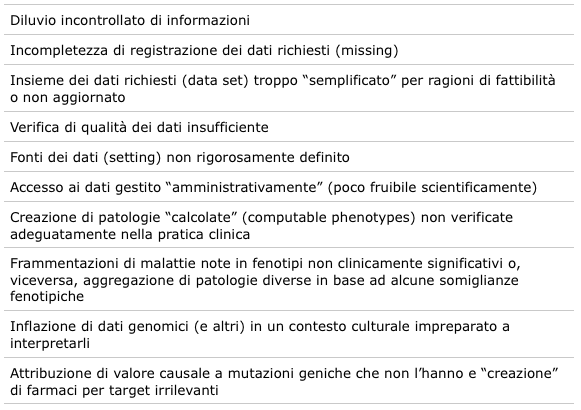 Diluvio incontrollato di informazioni
Incompletezza di registrazione dei dati richiesti (missing)
Insieme dei dati richiesti (data set) troppo “semplificato” per ragioni di fattibilità
o non aggiornato
Verifica di qualità dei dati insufficiente
Fonti dei dati (setting) non rigorosamente definito
Accesso ai dati gestito “amministrativamente” (poco fruibile scientificamente)
Creazione di patologie “calcolate” (computable phenotypes) non verificate
adeguatamente nella pratica clinica
Frammentazioni di malattie note in fenotipi non clinicamente significativi o,
viceversa, aggregazione di patologie diverse in base ad alcune somiglianze
fenotipiche
Inflazione di dati genomici (e altri) in un contesto culturale impreparato a
interpretarli
Attribuzione di valore causale a mutazioni geniche che non l’hanno e “creazione”
di farmaci per target irrilevanti